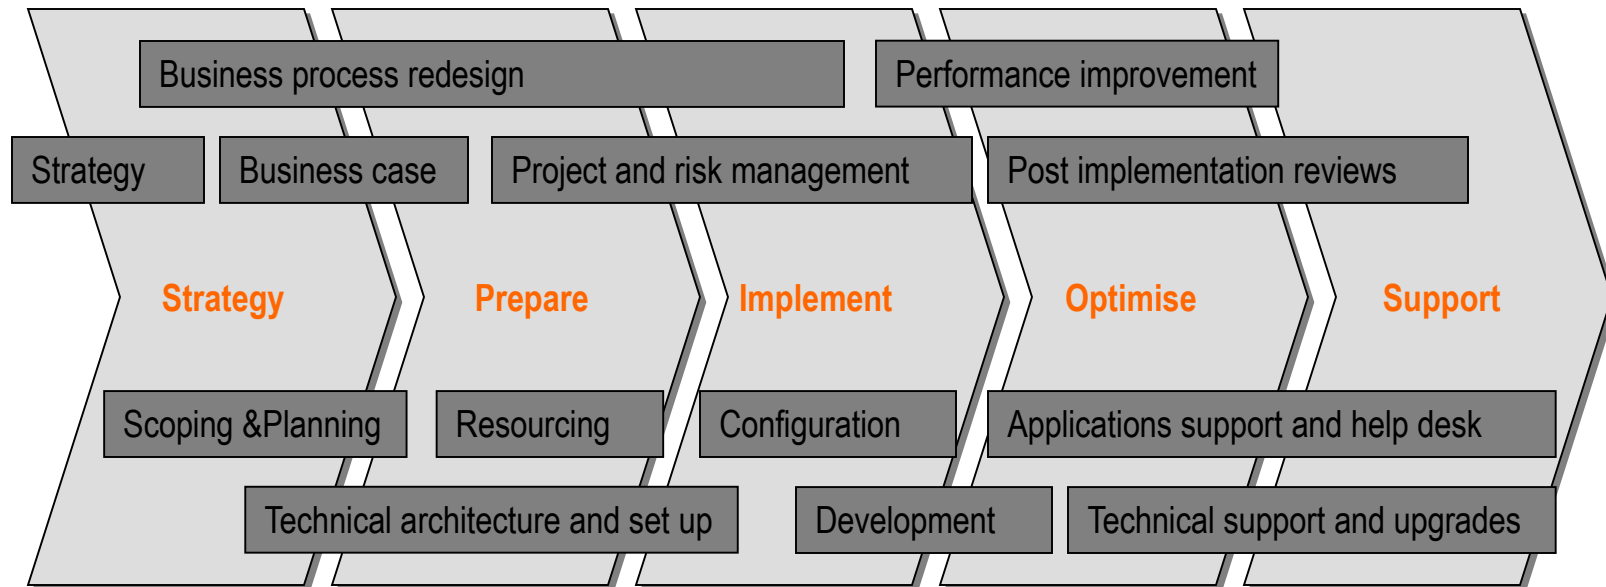 Business process redesign
Performance improvement
Strategy
Business case
Project and risk management
Post implementation reviews
Strategy
Prepare
Implement
Optimise
Support
Scoping &Planning
Resourcing
Configuration
Applications support and help desk
Technical architecture and set up
Development
Technical support and upgrades